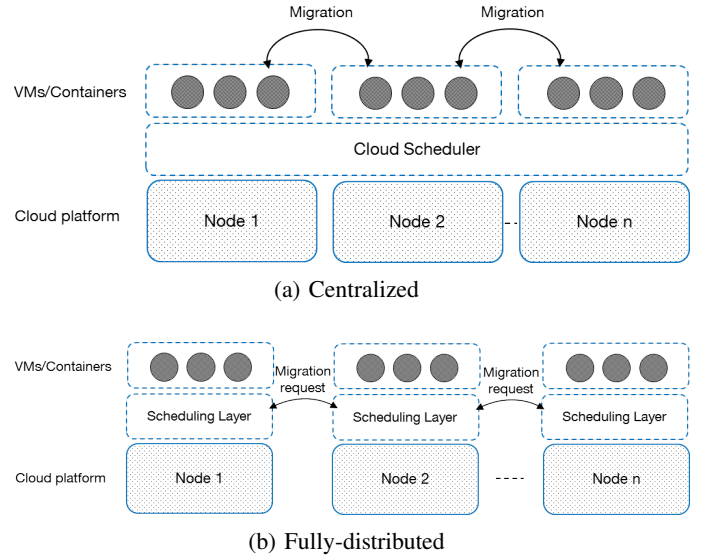 Migration Migration
VMs/Containers
Cloud Scheduler
Cloud platform Node 1 Node 2 Node n
(a) Centralized
VMs/Containers Migration request Migration request
Scheduling Layer Scheduling Layer Scheduling Layer
Cloud platform Node 1 Node 2 Node n
(b) Fully-distributed